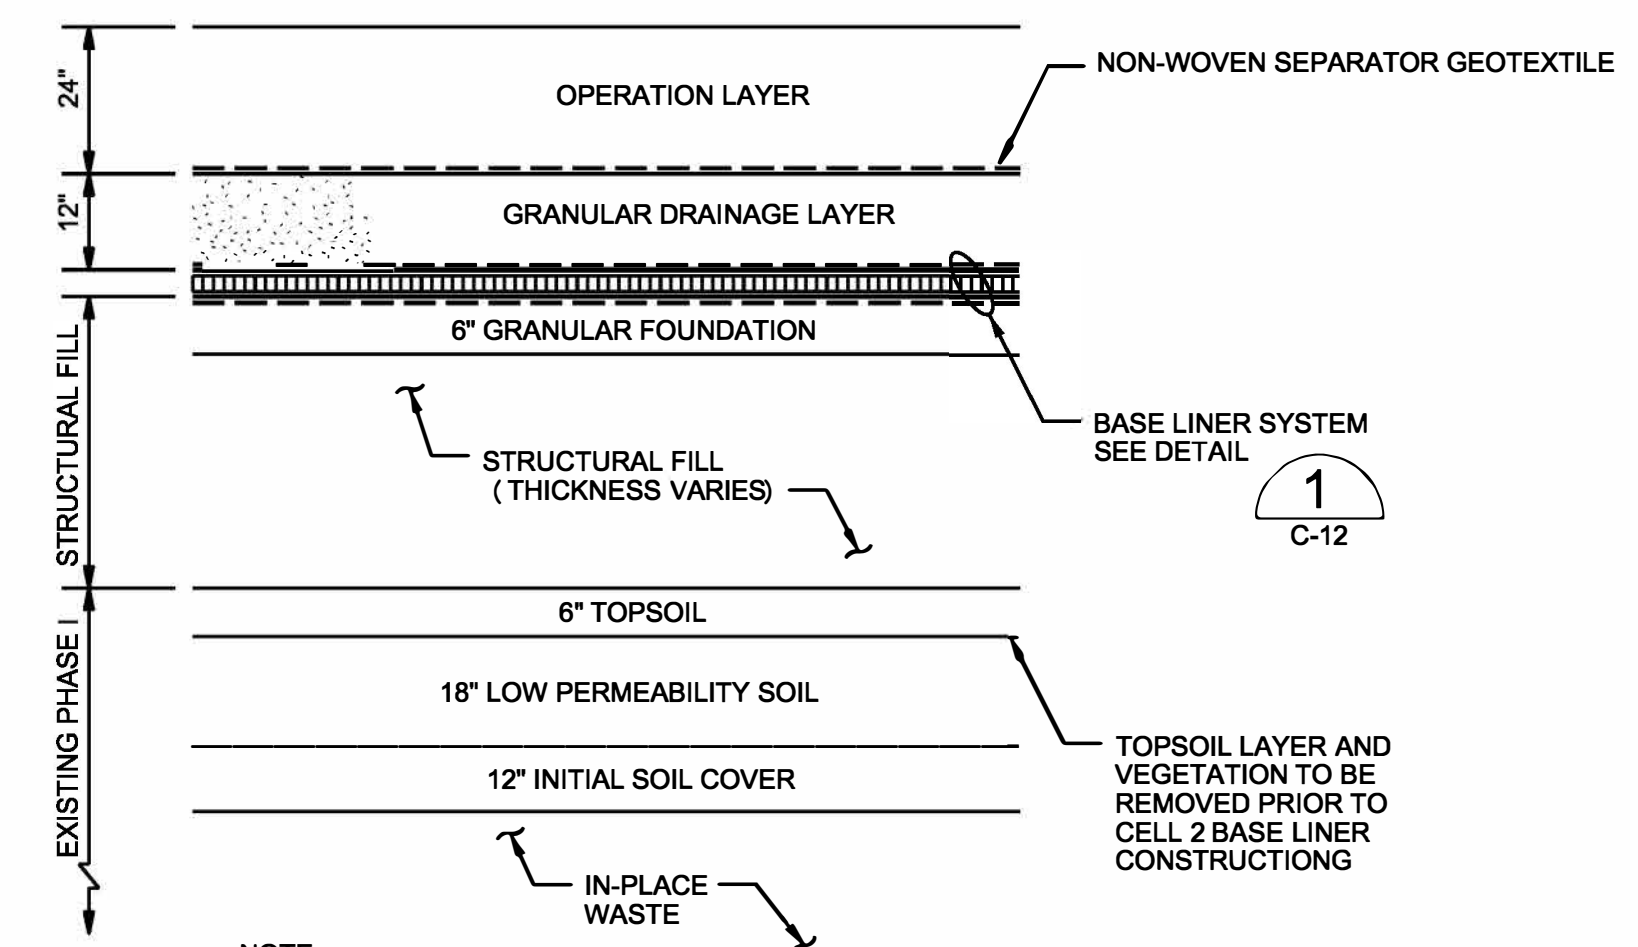 NON-WOVEN SEPARATOR GEOTEXTILE
24"
OPERATION LAYER
12"
GRANULAR DRAINAGE LAYER
6" GRANULAR FOUNDATION
STRUCTURAL FILL
BASE LINER SYSTEM
SEE DETAIL
1
C-12
STRUCTURAL FILL
( THICKNESS VARIES)
6" TOPSOIL
EXISTING PHASE I
18" LOW PERMEABILITY SOIL
12" INITIAL SOIL COVER
TOPSOIL LAYER AND
VEGETATION TO BE
REMOVED PRIOR TO
CELL 2 BASE LINER
CONSTRUCTIONG
IN-PLACE
WASTE
NOTE